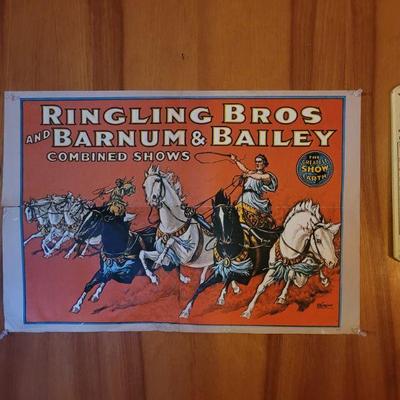 RINGLING BROS
AND BARNUM & BAILEY
COMBINED SHOWS
THE
GREATEST
SHOW
ON
EARTH